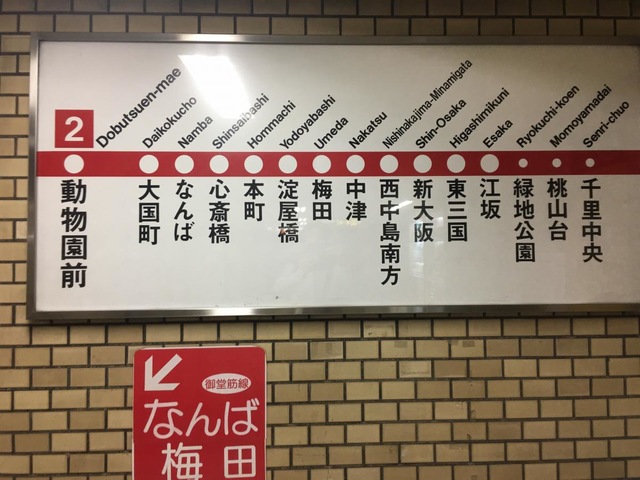 2
Dobutsuen-mae
Daikokucho
Namba
Shinsaibashi
Hommachi
Yodoyabashi
Umeda
Nakatsu
Nishinakajima-Minamigata
Shin-Osaka
Higashimikuni
Esaka
Ryokuchi-koen
Momoyamadai
Senri-chuo
動物園前
大国町
なんば
心斎橋
本町
淀屋橋
梅田
中津
西中島南方
新大阪
東三国
江坂
緑地公園
桃山台
千里中央
御堂筋線
なんば
梅田